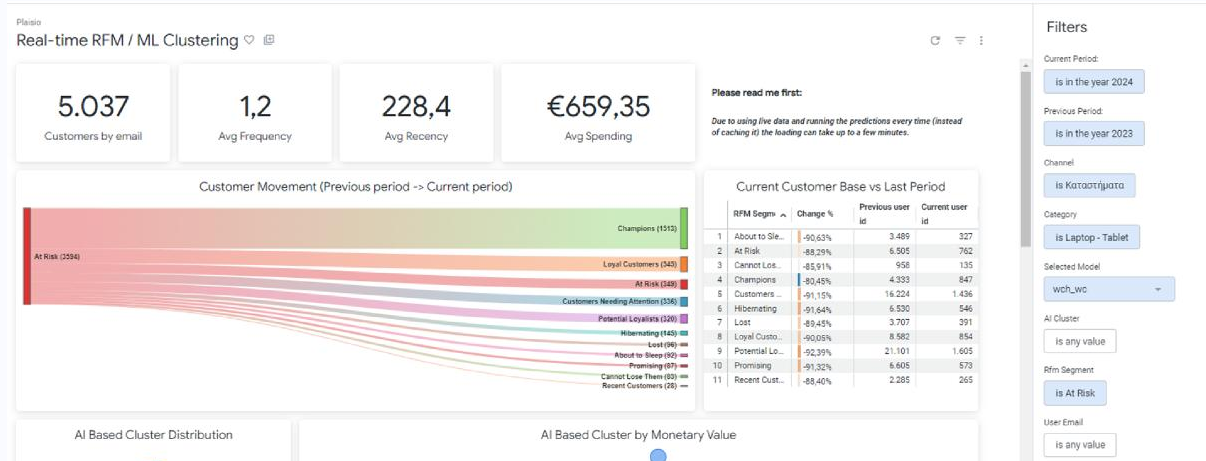 Plaisio
Real-time RFM / ML Clustering
5.037
Customers by email
1,2
Avg Frequency
228,4
Avg Recency
€659,35
Avg Spending
Please read me first:
Due to using live data and running the predictions every time (instead
of caching it) the loading can take up to a few minutes.
Customer Movement (Previous period -> Current period)
At Risk (3594)
Champions (1513)
Loyal Customers (545)
At Risk (349)
Customers Needing Attention (336)
Potential Loyalists (320)
Hibernating (145)
Lost (96)
About to Sleep (92)
Promising (87)
Cannot Lose Them (83)
Recent Customers (28)
Current Customer Base vs Last Period
RFM Segm Change % Previous user id Current user id
1 About to Sle... -90,63% 3.489 327
2 At Risk -88,29% 6.505 762
3 Cannot Los... -85,91% 958 135
4 Champions -80,45% 4.333 847
5 Customers ... -91,15% 16.224 1.436
6 Hibernating -91,64% 6.530 546
7 Lost -89,45% 3.707 391
8 Loyal Custo... -90,05% 8.582 854
9 Potential Lo... -92,39% 21.101 1.605
10 Promising -91,32% 6.605 573
11 Recent Cust... -88,40% 2.285 265
AI Based Cluster Distribution
AI Based Cluster by Monetary Value
Filters
Current Period:
is in the year 2024
Previous Period:
is in the year 2023
Channel
is Καταστήματα
Category
is Laptop - Tablet
Selected Model
wch_wc
AI Cluster
is any value
Rfm Segment
is At Risk
User Email
is any value